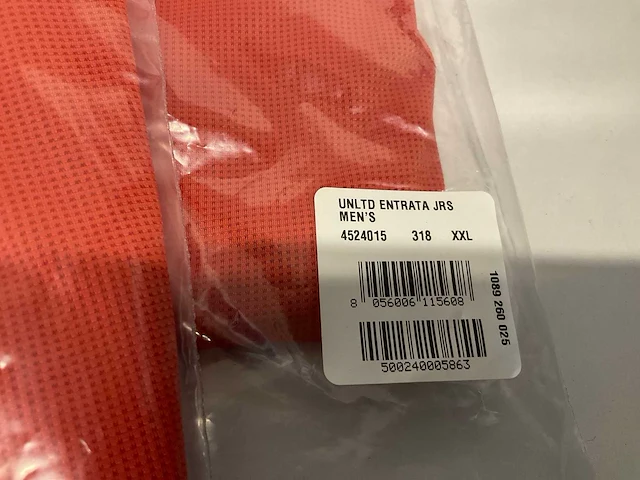 UNLTD ENTRATA JRS
MEN'S
4524015 318 XXL
8 056006 115608
500240005863
1089 260 025